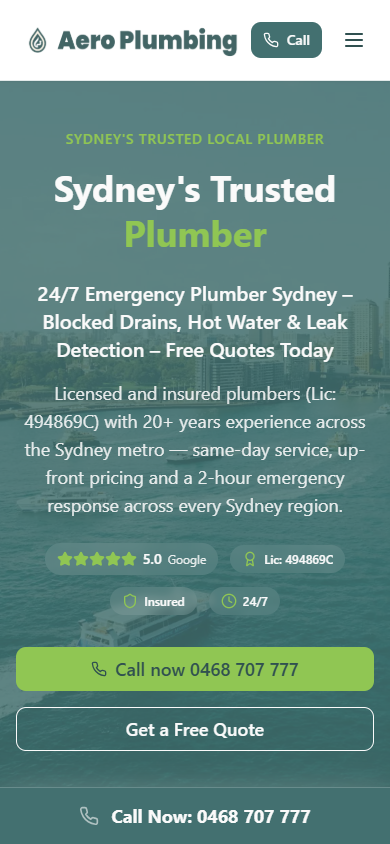 Aero Plumbing
Call
SYDNEY'S TRUSTED LOCAL PLUMBER
Sydney's Trusted
Plumber
24/7 Emergency Plumber Sydney –
Blocked Drains, Hot Water & Leak
Detection – Free Quotes Today
Licensed and insured plumbers (Lic:
494869C) with 20+ years experience across
the Sydney metro — same-day service, up-
front pricing and a 2-hour emergency
response across every Sydney region.
5.0 Google
Lic: 494869C
Insured
24/7
Call now 0468 707 777
Get a Free Quote
Call Now: 0468 707 777